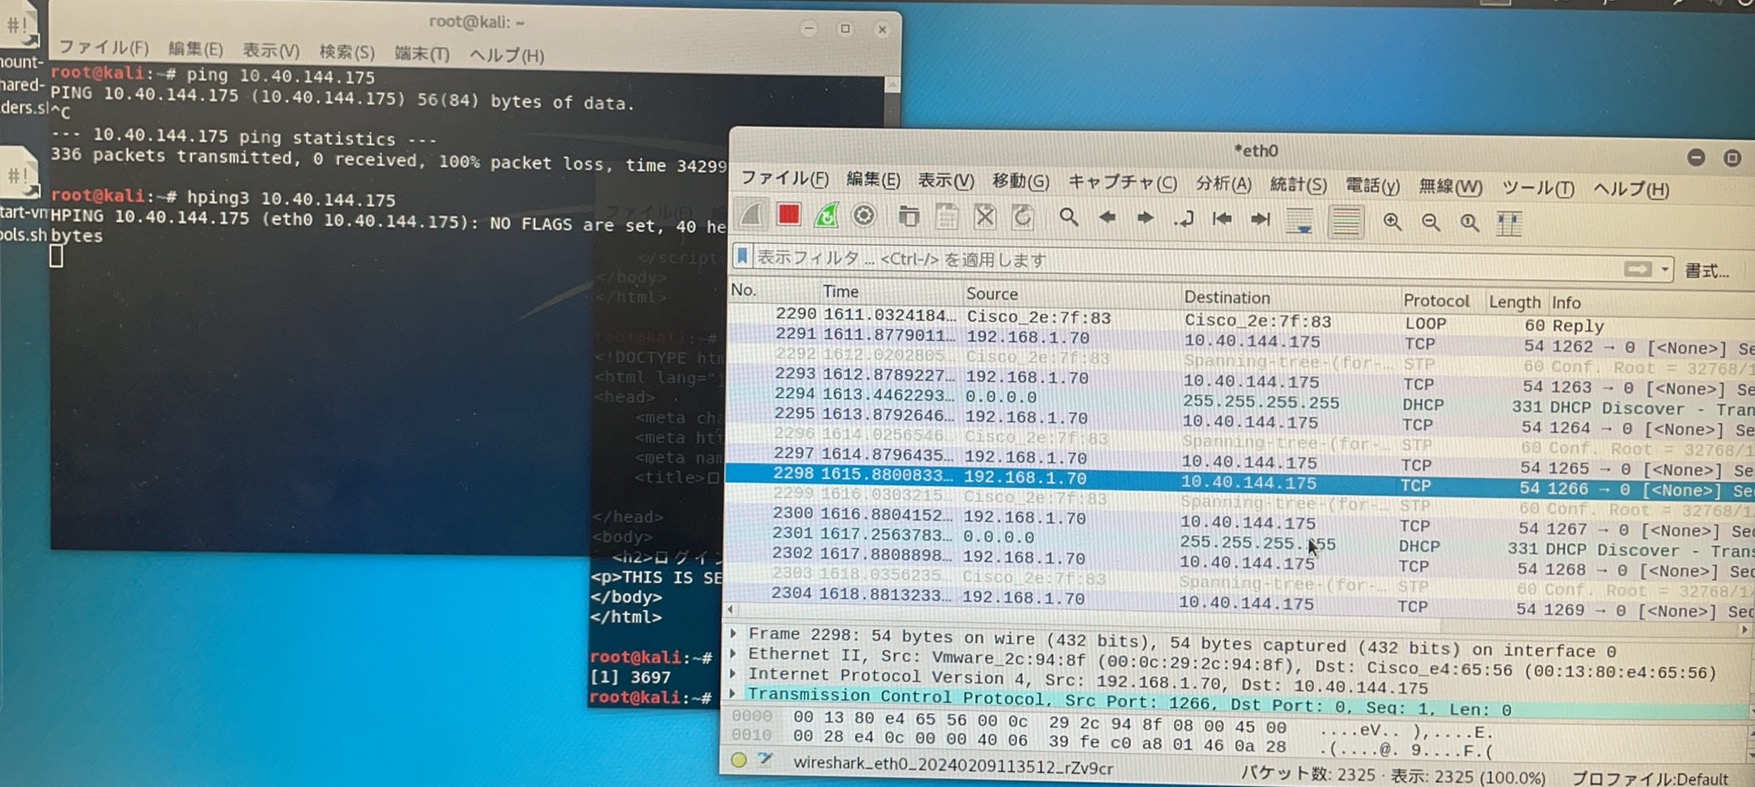 root@kali: ~
ファイル(F) 編集(E) 表示(V) 検索(S) 端末(T) ヘルプ(H)
#!
ount-
hared-
ders.sl
#!
tart-vn
ools.sh
root@kali:~# ping 10.40.144.175
PING 10.40.144.175 (10.40.144.175) 56(84) bytes of data.
^C
--- 10.40.144.175 ping statistics ---
336 packets transmitted, 0 received, 100% packet loss, time 34299
root@kali:~# hping3 10.40.144.175
HPING 10.40.144.175 (eth0 10.40.144.175): NO FLAGS are set, 40 he
bytes
</script
</body>
</html>
root@kali:~#
<!DOCTYPE htm
<html lang="j
<head>
<meta cha
<meta htt
<meta nam
<title>ロ
</head>
<body>
<h2>ログイン
<p>THIS IS SE
</body>
</html>
root@kali:~#
[1] 3697
root@kali:~#
*eth0
ファイル(F) 編集(E) 表示(V) 移動(G) キャプチャ(C) 分析(A) 統計(S) 電話(y) 無線(W) ツール(T) ヘルプ(H)
表示フィルタ ... <Ctrl-/> を適用します 書式...
No. Time Source Destination Protocol Length Info
2290 1611.0324184… Cisco_2e:7f:83 Cisco_2e:7f:83 LOOP 60 Reply
2291 1611.8779011… 192.168.1.70 10.40.144.175 TCP 54 1262 → 0 [<None>] Se
2292 1612.0202805… Cisco_2e:7f:83 Spanning-tree-(for-… STP 60 Conf. Root = 32768/1
2293 1612.8789227… 192.168.1.70 10.40.144.175 TCP 54 1263 → 0 [<None>] Se
2294 1613.4462293… 0.0.0.0 255.255.255.255 DHCP 331 DHCP Discover - Tran
2295 1613.8792646… 192.168.1.70 10.40.144.175 TCP 54 1264 → 0 [<None>] Se
2296 1614.0256546… Cisco_2e:7f:83 Spanning-tree-(for-… STP 60 Conf. Root = 32768/1
2297 1614.8796435… 192.168.1.70 10.40.144.175 TCP 54 1265 → 0 [<None>] Se
2298 1615.8800833… 192.168.1.70 10.40.144.175 TCP 54 1266 → 0 [<None>] Se
2299 1616.0303215… Cisco_2e:7f:83 Spanning-tree-(for-… STP 60 Conf. Root = 32768/1
2300 1616.8804152… 192.168.1.70 10.40.144.175 TCP 54 1267 → 0 [<None>] Se
2301 1617.2563783… 0.0.0.0 255.255.255.255 DHCP 331 DHCP Discover - Tran
2302 1617.8808898… 192.168.1.70 10.40.144.175 TCP 54 1268 → 0 [<None>] Sec
2303 1618.0356235… Cisco_2e:7f:83 Spanning-tree-(for-… STP 60 Conf. Root = 32768/1
2304 1618.8813233… 192.168.1.70 10.40.144.175 TCP 54 1269 → 0 [<None>] Sec
Frame 2298: 54 bytes on wire (432 bits), 54 bytes captured (432 bits) on interface 0
Ethernet II, Src: Vmware_2c:94:8f (00:0c:29:2c:94:8f), Dst: Cisco_e4:65:56 (00:13:80:e4:65:56)
Internet Protocol Version 4, Src: 192.168.1.70, Dst: 10.40.144.175
Transmission Control Protocol, Src Port: 1266, Dst Port: 0, Seq: 1, Len: 0
0000 00 13 80 e4 65 56 00 0c 29 2c 94 8f 08 00 45 00 ....eV.. ),....E.
0010 00 28 e4 0c 00 00 40 06 39 fe c0 a8 01 46 0a 28 .(....@. 9....F.(
wireshark_eth0_20240209113512_rZv9cr パケット数: 2325 · 表示: 2325 (100.0%) プロファイル:Default